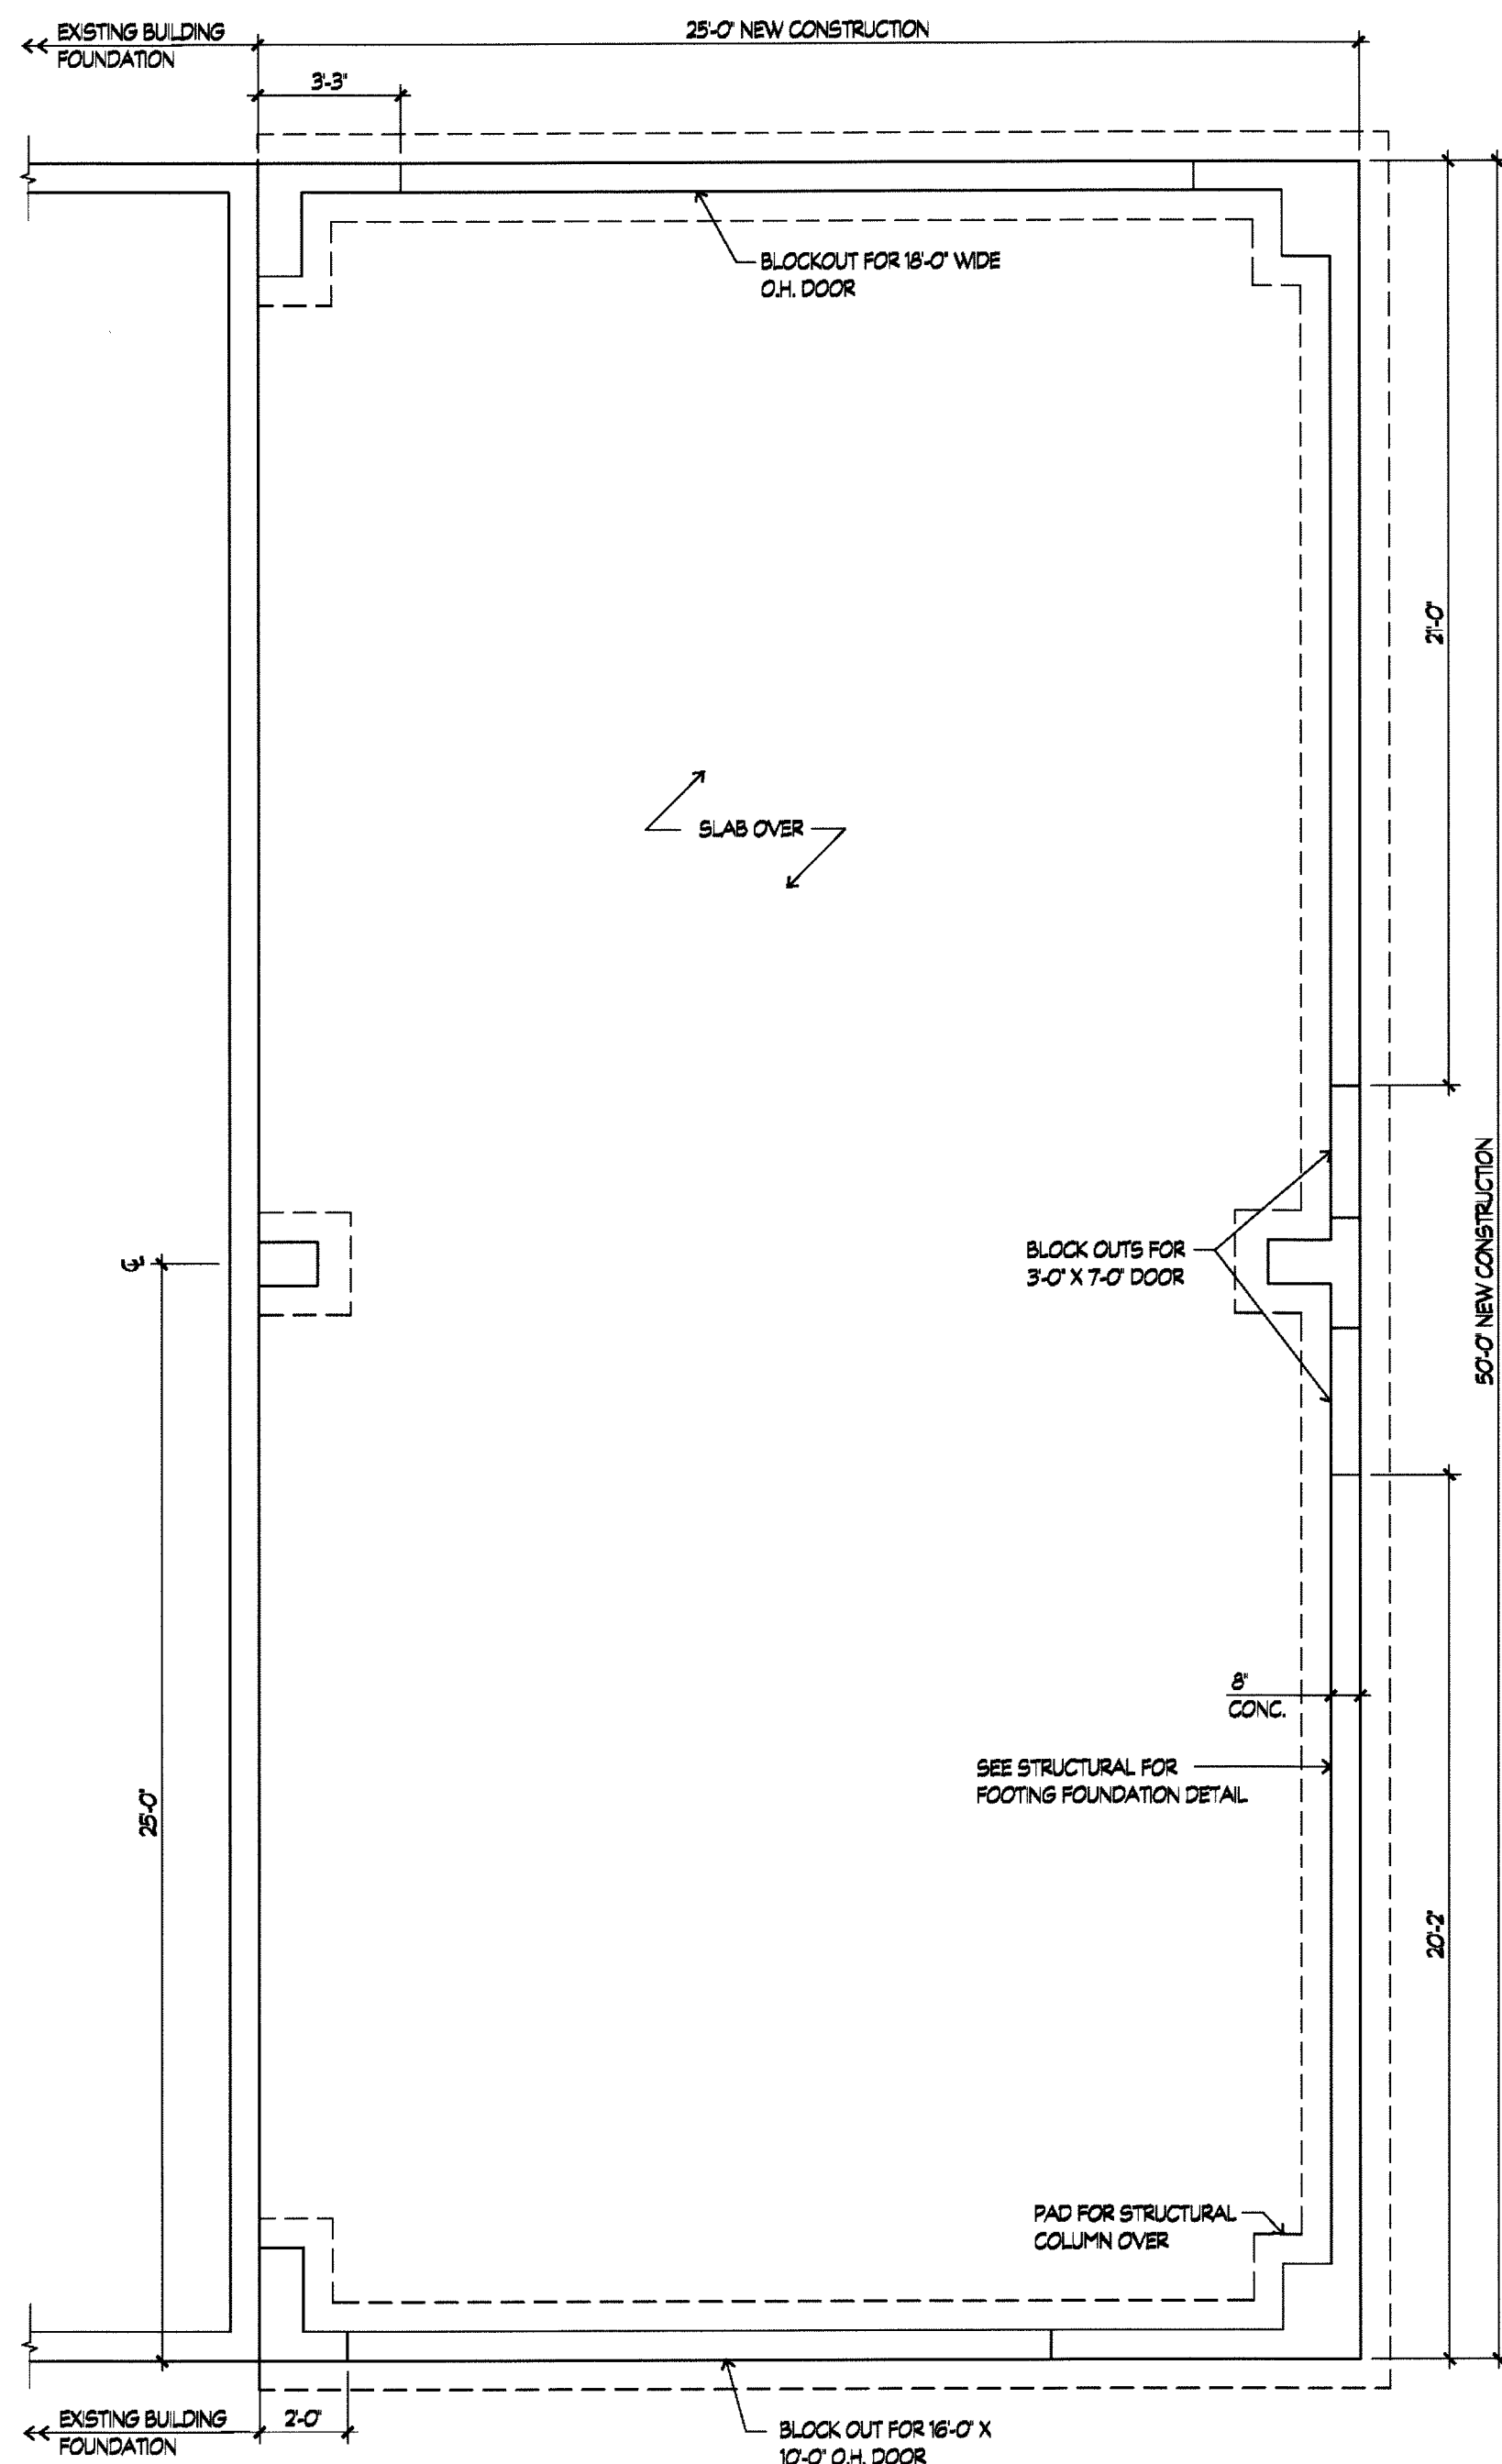 EXISTING BUILDING
FOUNDATION
25'-0" NEW CONSTRUCTION
3'-3"
BLOCKOUT FOR 18'-0" WIDE
O.H. DOOR
21'-0"
SLAB OVER
50'-0" NEW CONSTRUCTION
BLOCK OUTS FOR
3'-0" X 7'-0" DOOR
℄
8"
CONC.
SEE STRUCTURAL FOR
FOOTING FOUNDATION DETAIL
25'-0"
20'-2"
PAD FOR STRUCTURAL
COLUMN OVER
EXISTING BUILDING
FOUNDATION
2'-0"
BLOCK OUT FOR 16'-0" X
10'-0" O.H. DOOR